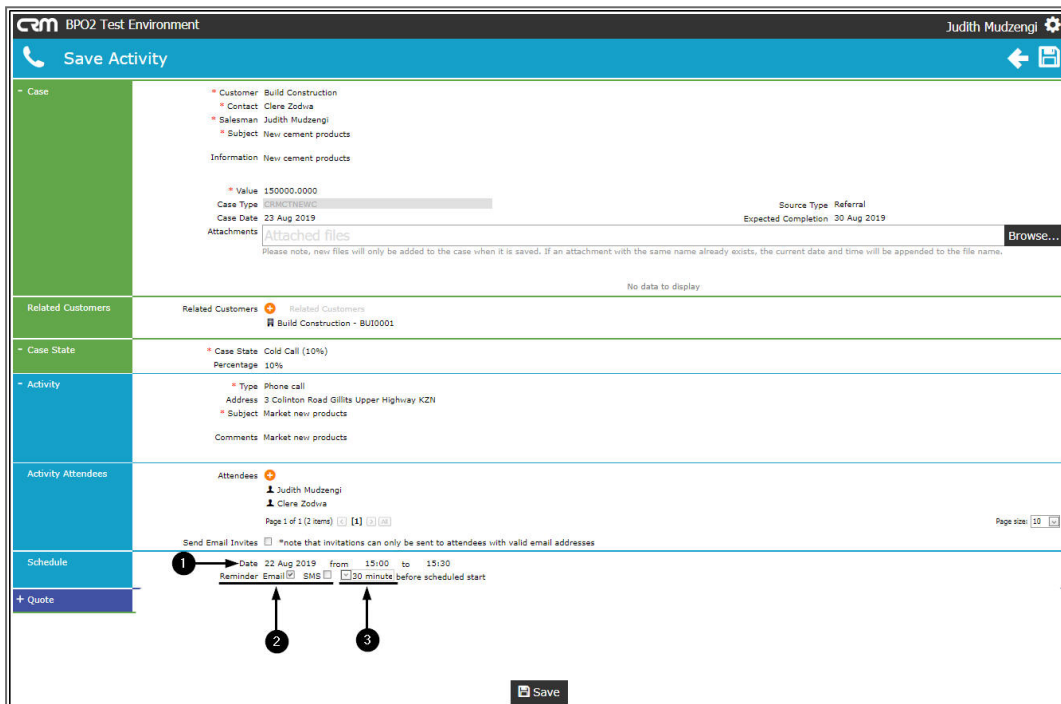 CRM BPO2 Test Environment Judith Mudzengi
Save Activity
- Case
* Customer Build Construction
* Contact Clere Zodwa
* Salesman Judith Mudzengi
* Subject New cement products
Information New cement products
* Value 150000.0000
Case Type CRMCTNEWC Source Type Referral
Case Date 23 Aug 2019 Expected Completion 30 Aug 2019
Attachments Attached files Browse...
Please note, new files will only be added to the case when it is saved. If an attachment with the same name already exists, the current date and time will be appended to the file name.
No data to display
Related Customers Related Customers Related Customers
Build Construction - BUI0001
- Case State * Case State Cold Call (10%)
Percentage 10%
- Activity * Type Phone call
Address 3 Colinton Road Gillits Upper Highway KZN
* Subject Market new products
Comments Market new products
Activity Attendees Attendees
Judith Mudzengi
Clere Zodwa
Page 1 of 1 (2 items) < [1] > All Page size: 10
Send Email Invites *note that invitations can only be sent to attendees with valid email addresses
Schedule 1 Date 22 Aug 2019 from 15:00 to 15:30
Reminder Email SMS 30 minute before scheduled start
+ Quote
2 3
Save